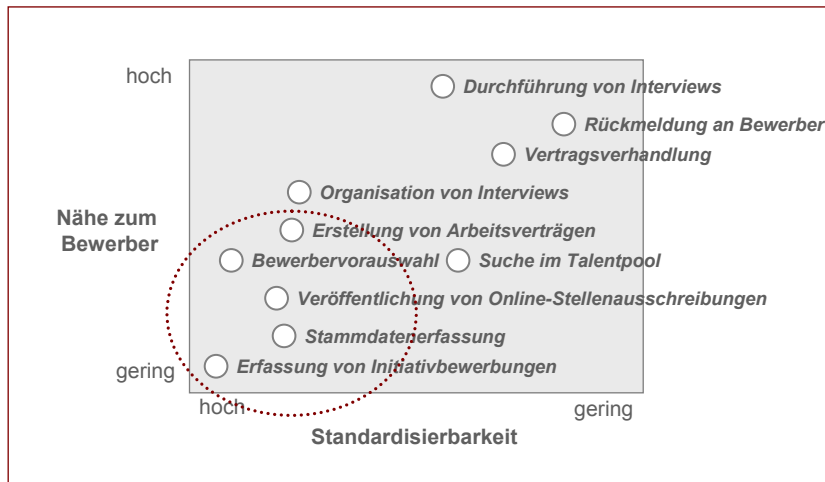 hoch
Durchführung von Interviews
Rückmeldung an Bewerber
Vertragsverhandlung
Organisation von Interviews
Nähe zum
Bewerber
Erstellung von Arbeitsverträgen
Bewerbervorauswahl
Suche im Talentpool
Veröffentlichung von Online-Stellenausschreibungen
Stammdatenerfassung
Erfassung von Initiativbewerbungen
gering
hoch
gering
Standardisierbarkeit